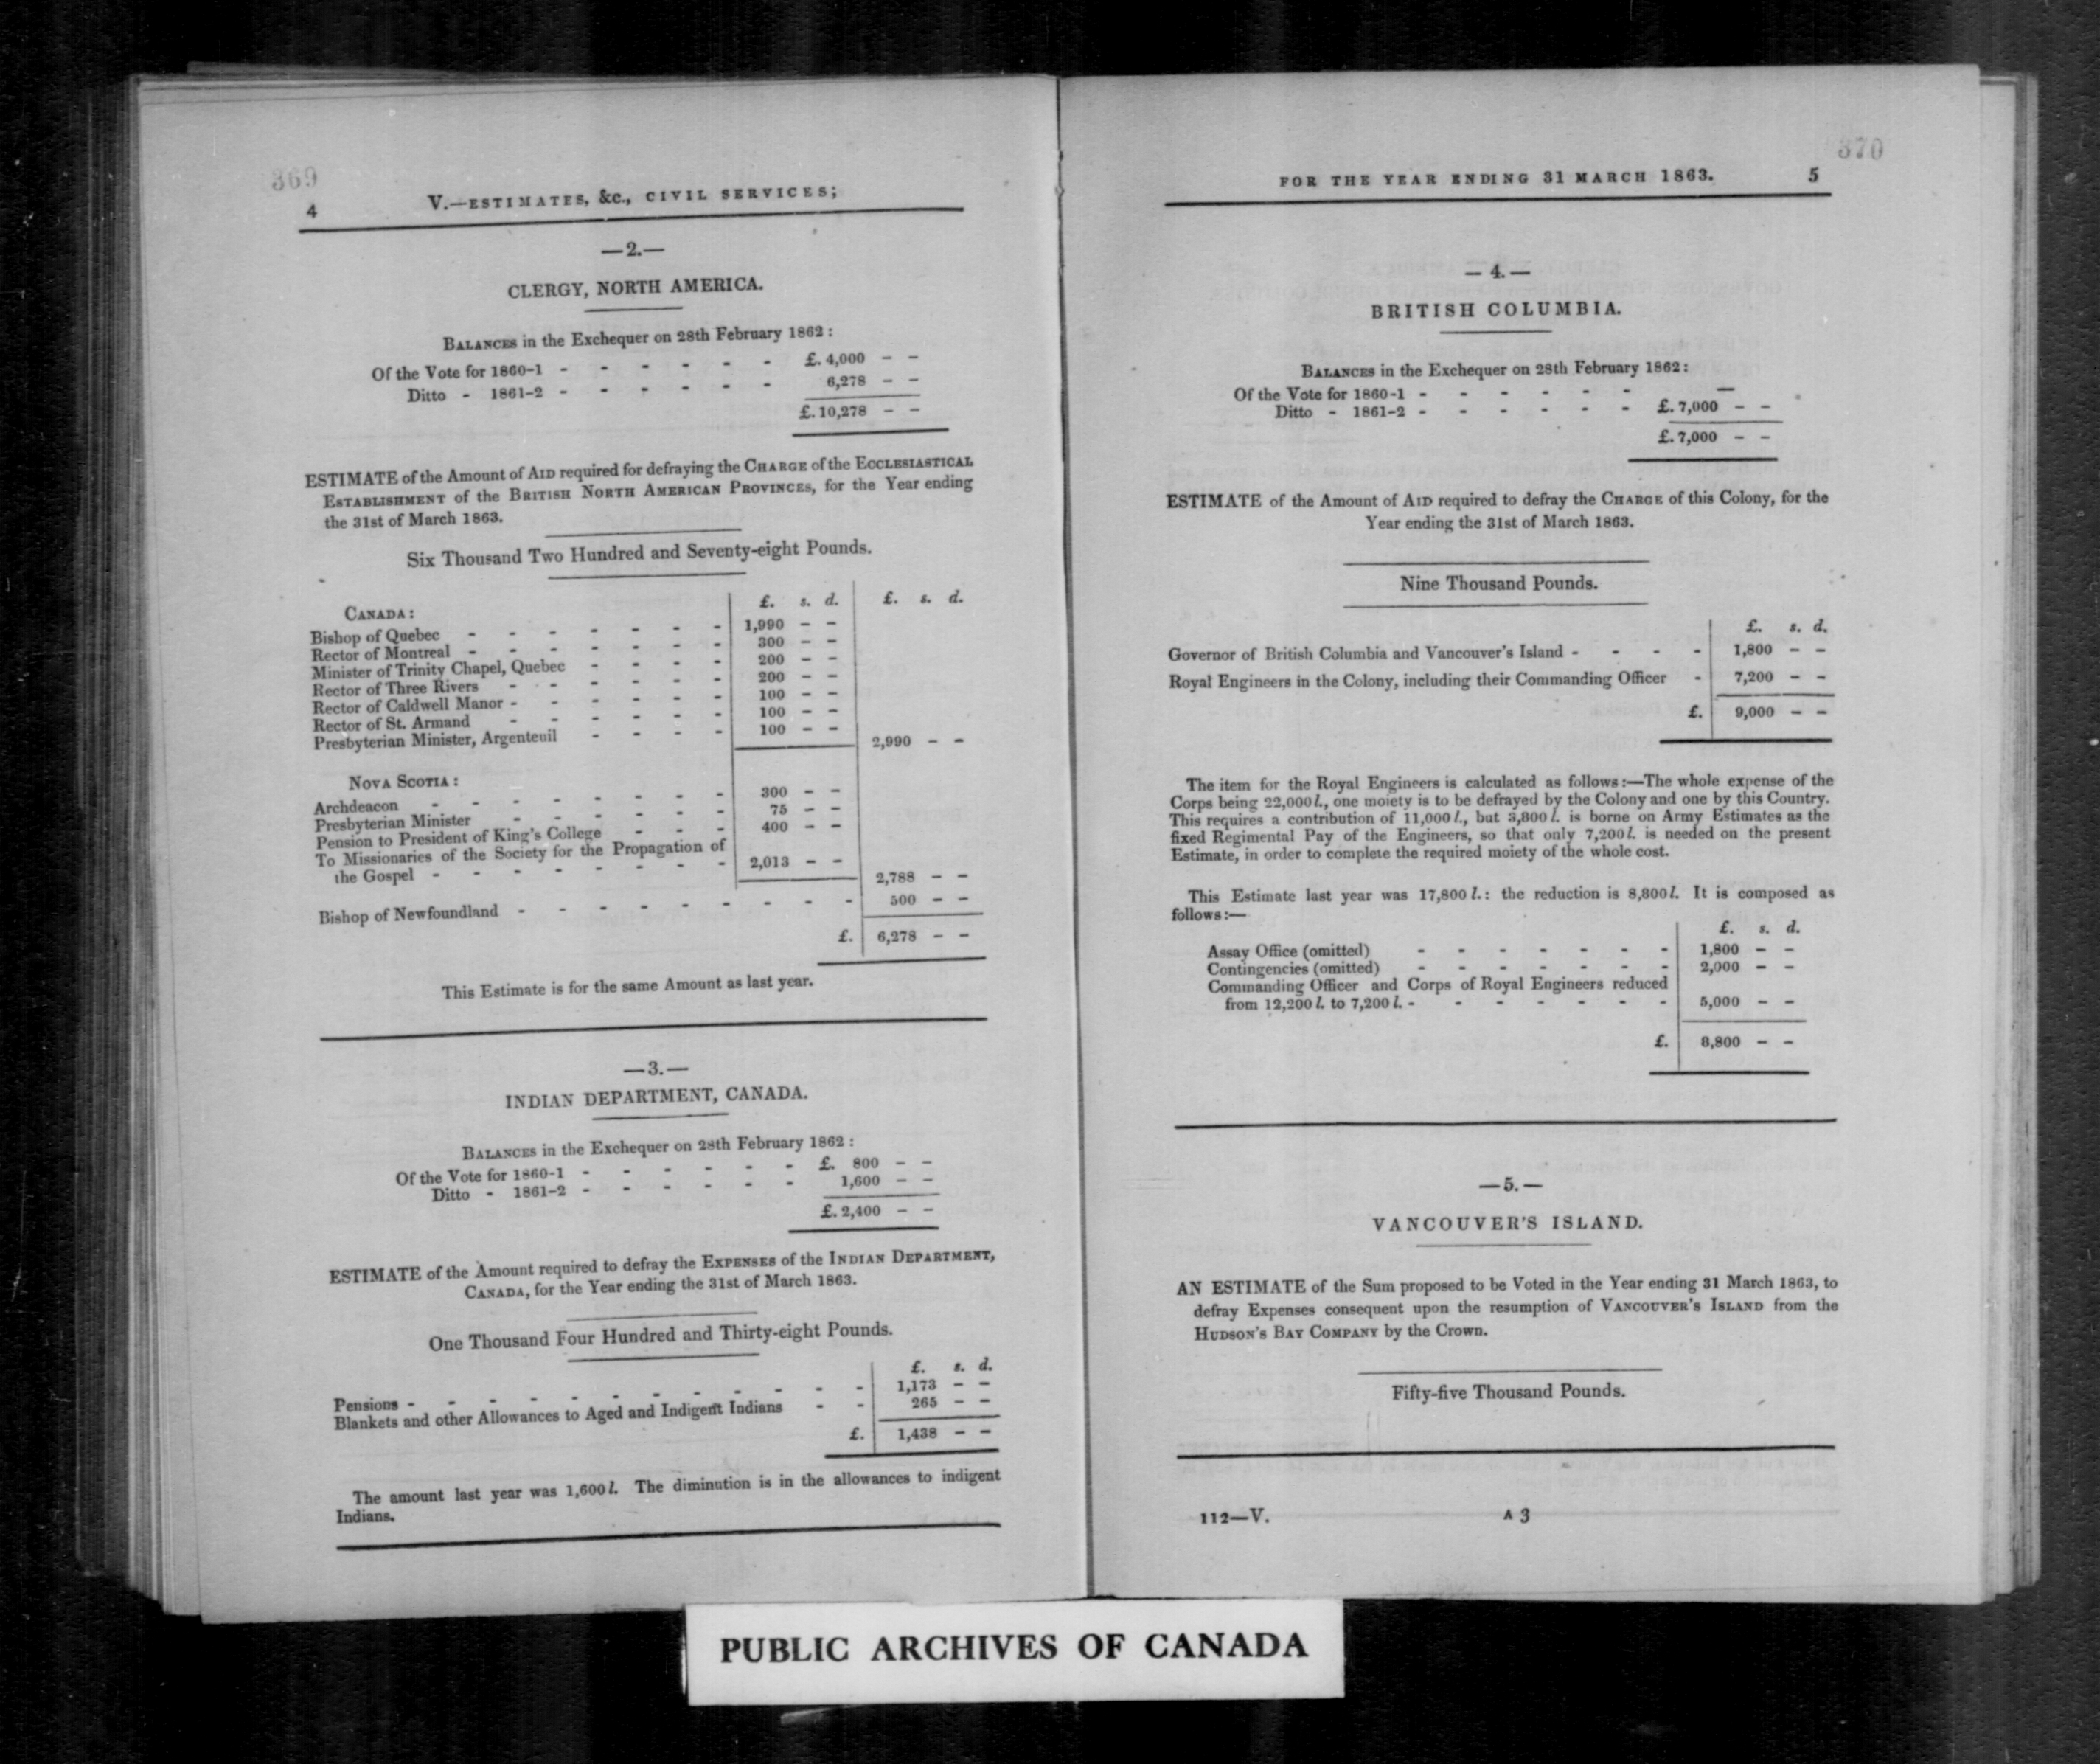 369
4 V.—ESTIMATES, &c., CIVIL SERVICES;
—2.—
CLERGY, NORTH AMERICA.
BALANCES in the Exchequer on 28th February 1862:
Of the Vote for 1860-1 - - - - - - £. 4,000 - -
Ditto - 1861-2 - - - - - - 6,278 - -
£. 10,278 - -
ESTIMATE of the Amount of AID required for defraying the CHARGE of the ECCLESIASTICAL
ESTABLISHMENT of the BRITISH NORTH AMERICAN PROVINCES, for the Year ending
the 31st of March 1863.
Six Thousand Two Hundred and Seventy-eight Pounds.
£. s. d. £. s. d.
CANADA:
Bishop of Quebec - - - - - - - 1,990 - -
Rector of Montreal - - - - - - - 300 - -
Minister of Trinity Chapel, Quebec - - - - 200 - -
Rector of Three Rivers - - - - - - 200 - -
Rector of Caldwell Manor - - - - - - 100 - -
Rector of St. Armand - - - - - - 100 - -
Presbyterian Minister, Argenteuil - - - - 100 - -
2,990 - -
NOVA SCOTIA:
Archdeacon - - - - - - - - 300 - -
Presbyterian Minister - - - - - - 75 - -
Pension to President of King's College - - - 400 - -
To Missionaries of the Society for the Propagation of
the Gospel - - - - - - - - 2,013 - -
2,788 - -
Bishop of Newfoundland - - - - - - - - - 500 - -
£. 6,278 - -
This Estimate is for the same Amount as last year.
—3.—
INDIAN DEPARTMENT, CANADA.
BALANCES in the Exchequer on 28th February 1862:
Of the Vote for 1860-1 - - - - - - £. 800 - -
Ditto - 1861-2 - - - - - - 1,600 - -
£. 2,400 - -
ESTIMATE of the Amount required to defray the EXPENSES of the INDIAN DEPARTMENT,
CANADA, for the Year ending the 31st of March 1863.
One Thousand Four Hundred and Thirty-eight Pounds.
£. s. d.
Pensions - - - - - - - - - - - - 1,173 - -
Blankets and other Allowances to Aged and Indigent Indians - - 265 - -
£. 1,438 - -
The amount last year was 1,600 l. The diminution is in the allowances to indigent
Indians.
370
FOR THE YEAR ENDING 31 MARCH 1863. 5
— 4. —
BRITISH COLUMBIA.
BALANCES in the Exchequer on 28th February 1862:
Of the Vote for 1860-1 - - - - - - —
Ditto - 1861-2 - - - - - - £. 7,000 - -
£. 7,000 - -
ESTIMATE of the Amount of AID required to defray the CHARGE of this Colony, for the
Year ending the 31st of March 1863.
Nine Thousand Pounds.
£. s. d.
Governor of British Columbia and Vancouver's Island - - - - 1,800 - -
Royal Engineers in the Colony, including their Commanding Officer - 7,200 - -
£. 9,000 - -
The item for the Royal Engineers is calculated as follows:—The whole expense of the
Corps being 22,000 l., one moiety is to be defrayed by the Colony and one by this Country.
This requires a contribution of 11,000 l., but 3,800 l. is borne on Army Estimates as the
fixed Regimental Pay of the Engineers, so that only 7,200 l. is needed on the present
Estimate, in order to complete the required moiety of the whole cost.
This Estimate last year was 17,800 l.: the reduction is 8,800 l. It is composed as
follows:—
£. s. d.
Assay Office (omitted) - - - - - - - 1,800 - -
Contingencies (omitted) - - - - - - - 2,000 - -
Commanding Officer and Corps of Royal Engineers reduced
from 12,200 l. to 7,200 l. - - - - - - - 5,000 - -
£. 8,800 - -
—5.—
VANCOUVER'S ISLAND.
AN ESTIMATE of the Sum proposed to be Voted in the Year ending 31 March 1863, to
defray Expenses consequent upon the resumption of VANCOUVER'S ISLAND from the
HUDSON'S BAY COMPANY by the Crown.
Fifty-five Thousand Pounds.
112—V. A 3
PUBLIC ARCHIVES OF CANADA